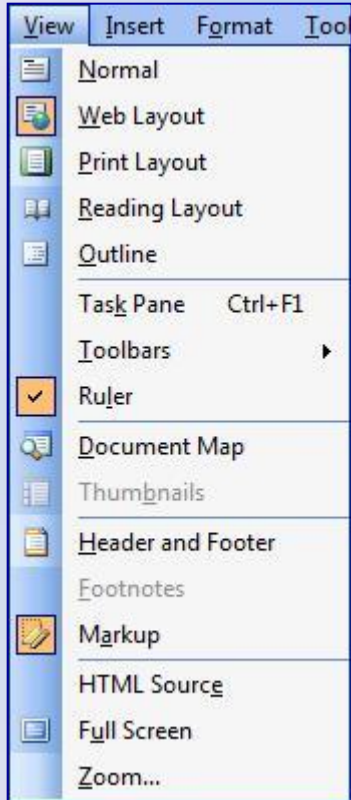 View Insert Format Tool
Normal
Web Layout
Print Layout
Reading Layout
Outline
Task Pane Ctrl+F1
Toolbars
Ruler
Document Map
Thumbnails
Header and Footer
Footnotes
Markup
HTML Source
Full Screen
Zoom...